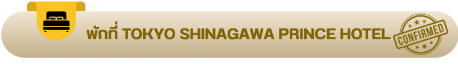 พักที่ TOKYO SHINAGAWA PRINCE HOTEL
CONFIRMED